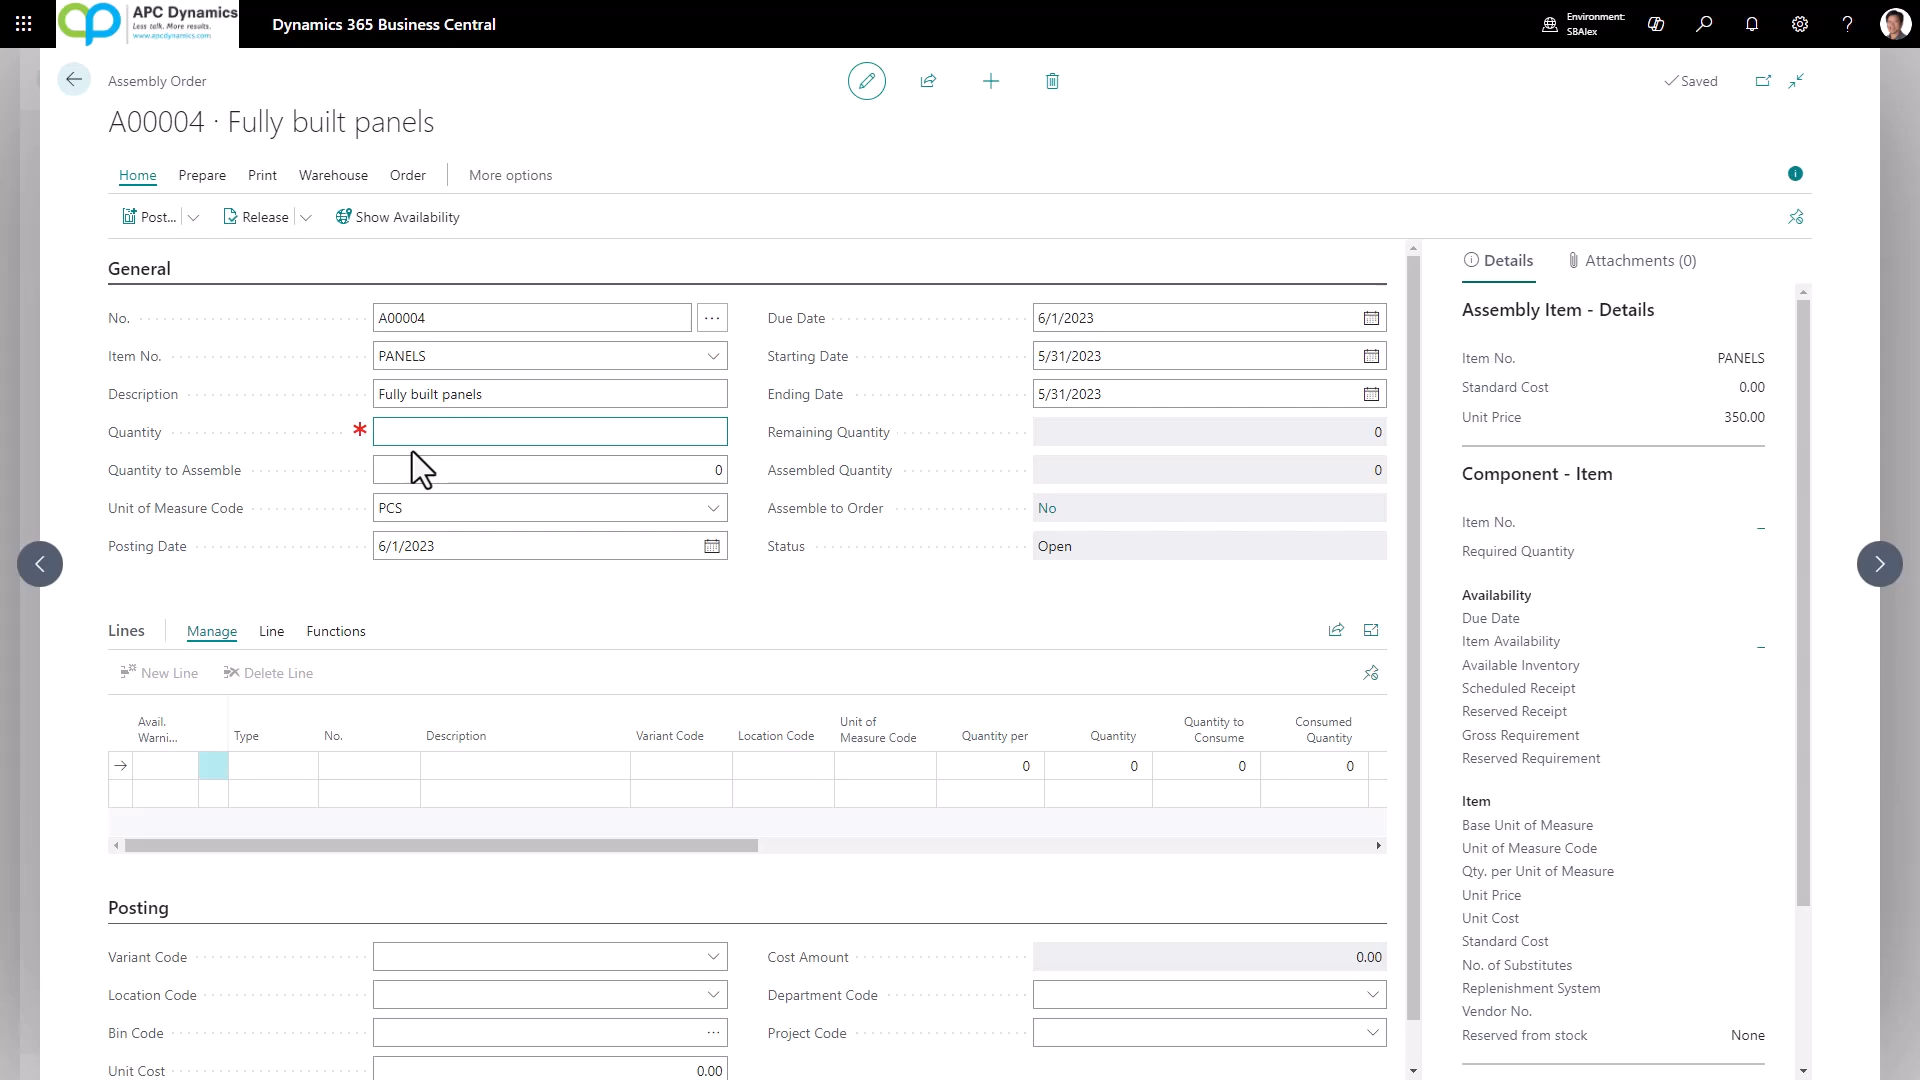 APC Dynamics
Less talk. More results.
www.apcdynamics.com
Dynamics 365 Business Central
Environment:
SBAlex
?
Assembly Order
Saved
A00004 · Fully built panels
Home Prepare Print Warehouse Order More options
Post... Release Show Availability
General
Details Attachments (0)
No. A00004 ...
Due Date 6/1/2023
Item No. PANELS
Starting Date 5/31/2023
Description Fully built panels
Ending Date 5/31/2023
Quantity *
Remaining Quantity 0
Quantity to Assemble 0
Assembled Quantity 0
Unit of Measure Code PCS
Assemble to Order No
Posting Date 6/1/2023
Status Open
Lines Manage Line Functions
New Line Delete Line
Avail.
Warni...
Type
No.
Description
Variant Code
Location Code
Unit of
Measure Code
Quantity per
Quantity
Quantity to
Consume
Consumed
Quantity
0 0 0 0
Posting
Variant Code
Cost Amount 0.00
Location Code
Department Code
Bin Code ...
Project Code
Unit Cost 0.00
Assembly Item - Details
Item No. PANELS
Standard Cost 0.00
Unit Price 350.00
Component - Item
Item No. _
Required Quantity
Availability
Due Date
Item Availability _
Available Inventory
Scheduled Receipt
Reserved Receipt
Gross Requirement
Reserved Requirement
Item
Base Unit of Measure
Unit of Measure Code
Qty. per Unit of Measure
Unit Price
Unit Cost
Standard Cost
No. of Substitutes
Replenishment System
Vendor No.
Reserved from stock None